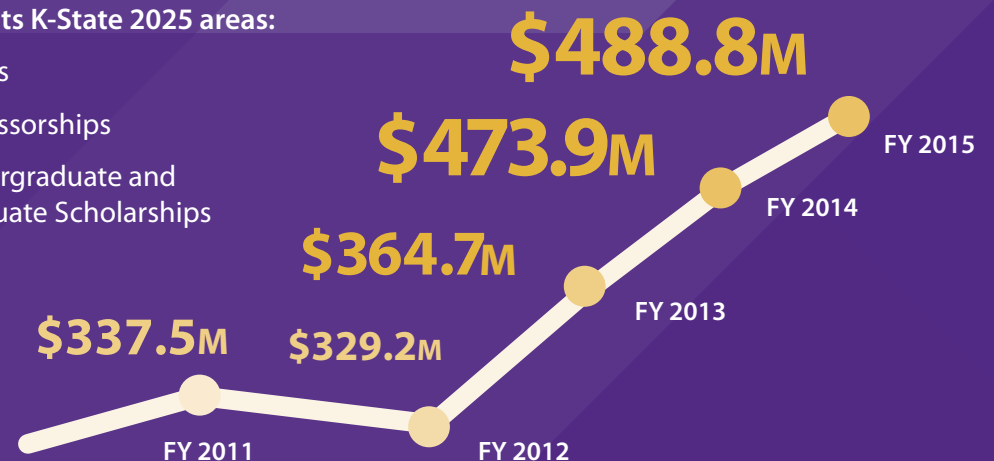 ts K-State 2025 areas:
s
ssorships
rgraduate and
uate Scholarships
$488.8M
FY 2015
$473.9M
FY 2014
$364.7M
FY 2013
$337.5M
FY 2011
$329.2M
FY 2012